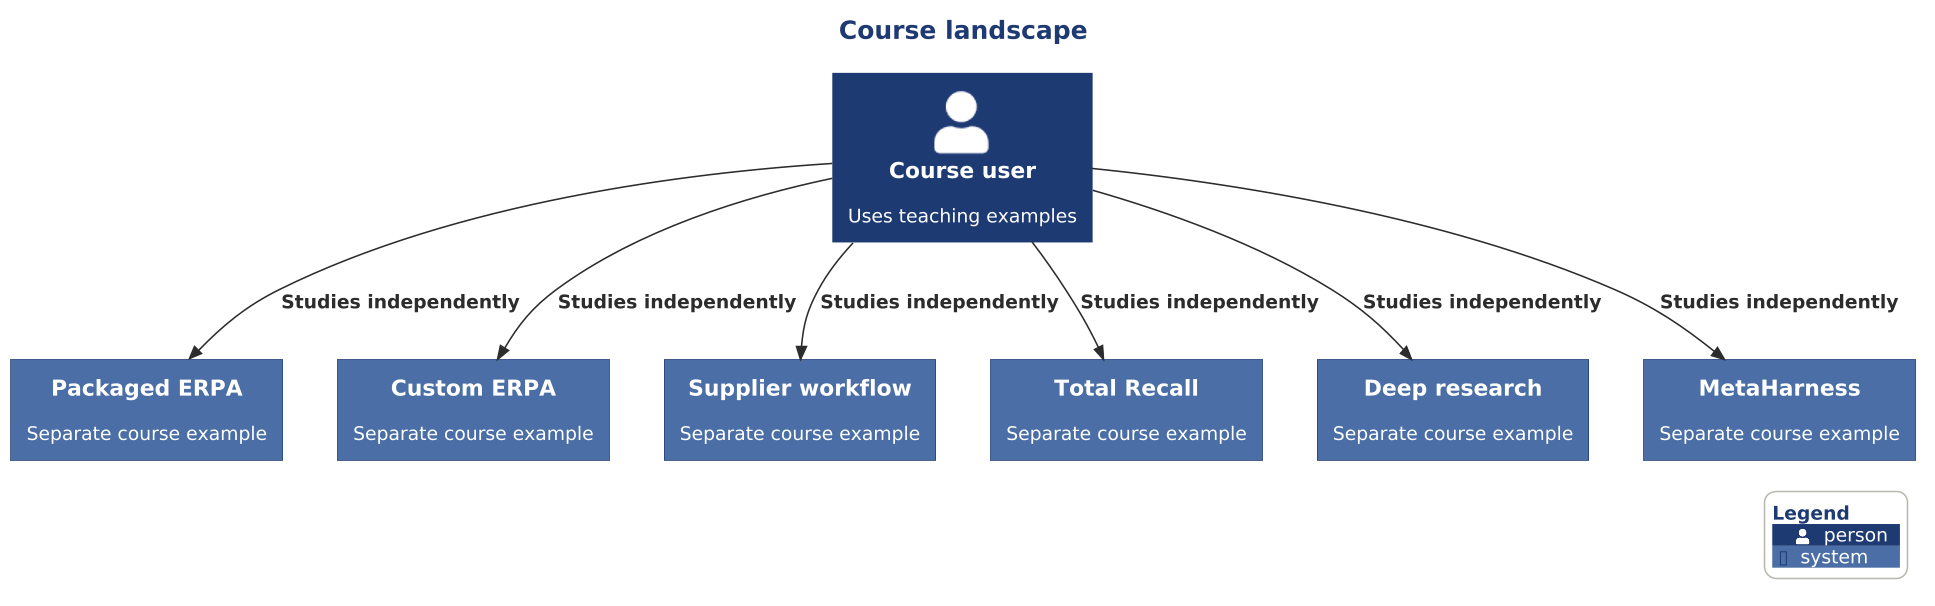 Course landscape
Course user
Uses teaching examples
Studies independently
Studies independently
Studies independently
Studies independently
Studies independently
Studies independently
Packaged ERPA
Separate course example
Custom ERPA
Separate course example
Supplier workflow
Separate course example
Total Recall
Separate course example
Deep research
Separate course example
MetaHarness
Separate course example
Legend
person
system